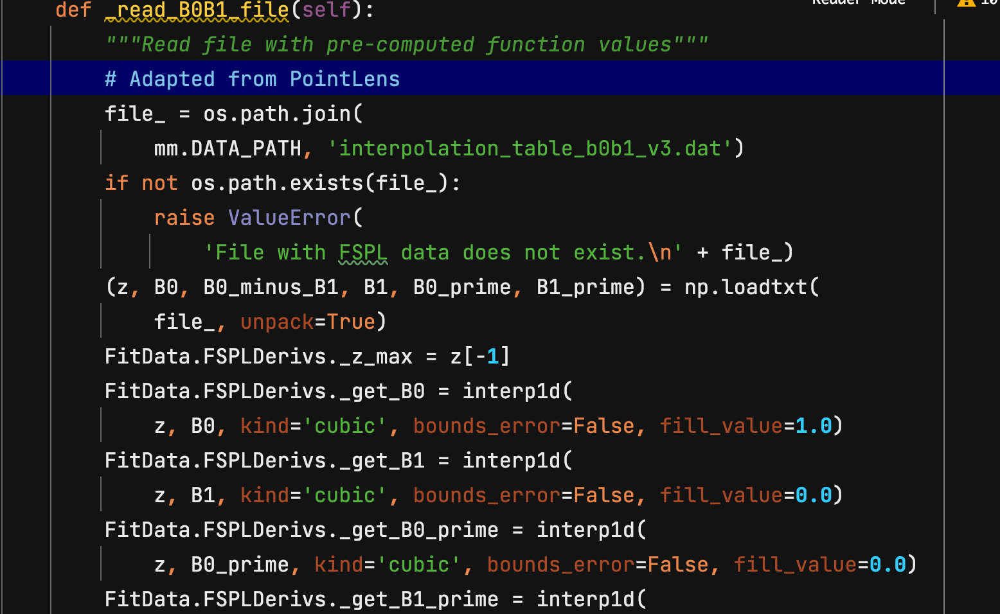 Reader Mode
10
def _read_B0B1_file(self):
"""Read file with pre-computed function values"""
# Adapted from PointLens
file_ = os.path.join(
mm.DATA_PATH, 'interpolation_table_b0b1_v3.dat')
if not os.path.exists(file_):
raise ValueError(
'File with FSPL data does not exist.\n' + file_)
(z, B0, B0_minus_B1, B1, B0_prime, B1_prime) = np.loadtxt(
file_, unpack=True)
FitData.FSPLDerivs._z_max = z[-1]
FitData.FSPLDerivs._get_B0 = interp1d(
z, B0, kind='cubic', bounds_error=False, fill_value=1.0)
FitData.FSPLDerivs._get_B1 = interp1d(
z, B1, kind='cubic', bounds_error=False, fill_value=0.0)
FitData.FSPLDerivs._get_B0_prime = interp1d(
z, B0_prime, kind='cubic', bounds_error=False, fill_value=0.0)
FitData.FSPLDerivs._get_B1_prime = interp1d(